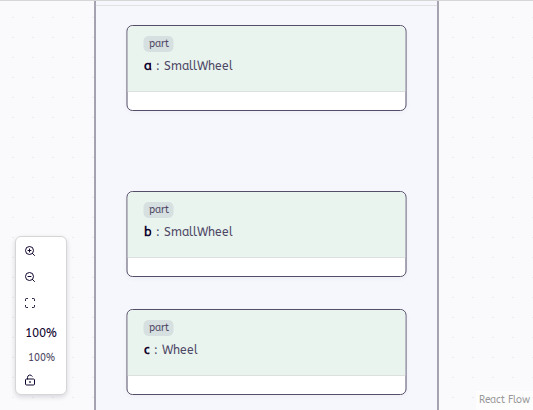 part
a : SmallWheel
part
b : SmallWheel
part
c : Wheel
100%
100%
React Flow